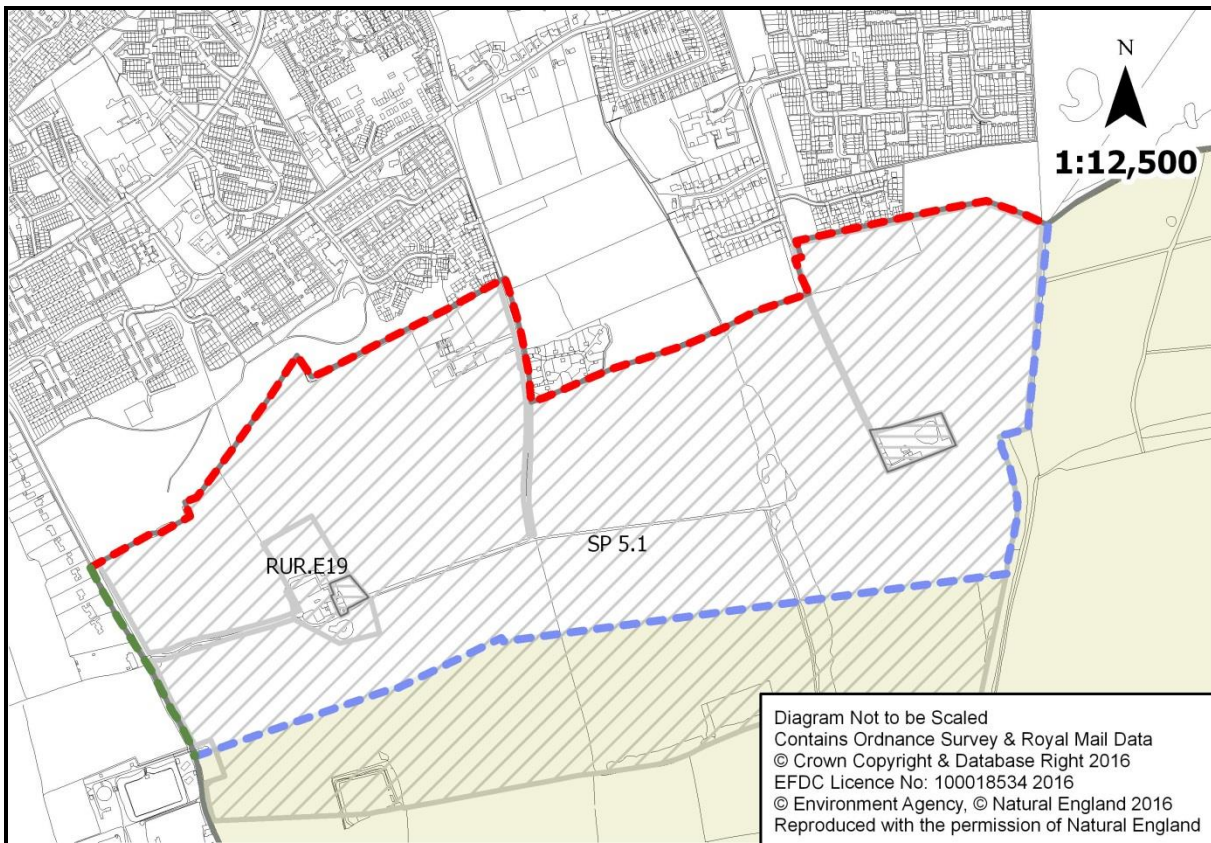 N
1:12,500
RUR.E19
SP 5.1
Diagram Not to be Scaled
Contains Ordnance Survey & Royal Mail Data
© Crown Copyright & Database Right 2016
EFDC Licence No: 100018534 2016
© Environment Agency, © Natural England 2016
Reproduced with the permission of Natural England